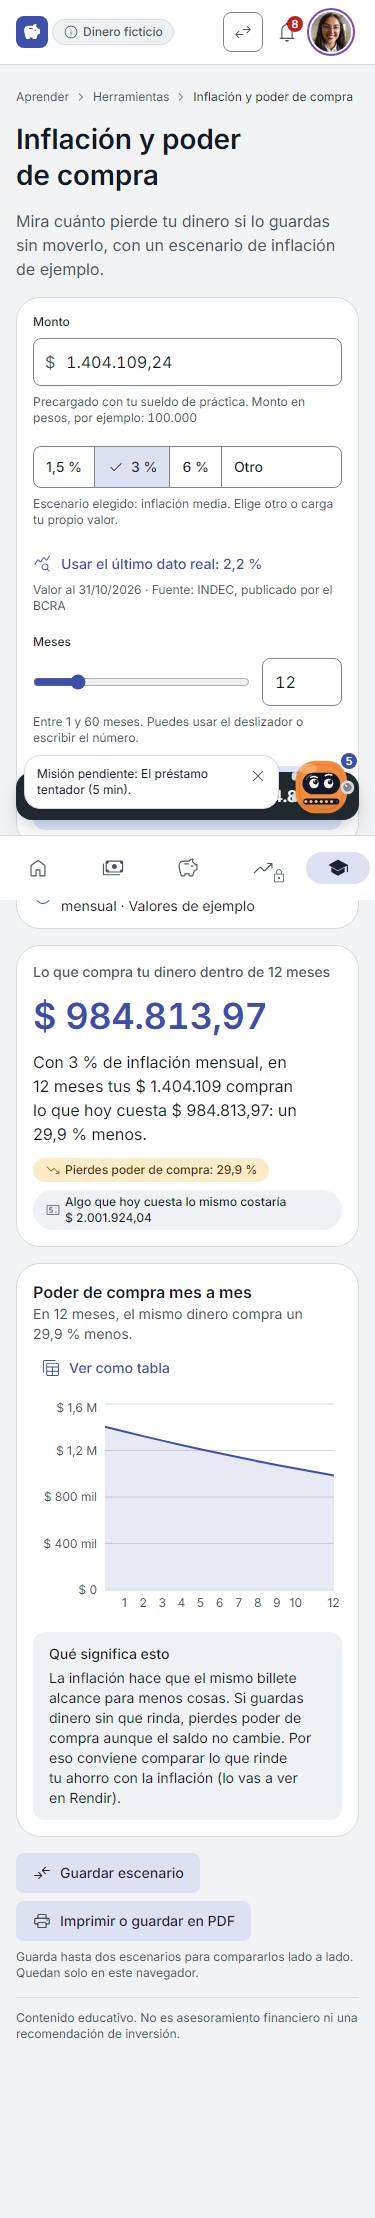 Dinero ficticio
8
Aprender > Herramientas > Inflación y poder de compra
Inflación y poder
de compra
Mira cuánto pierde tu dinero si lo guardas
sin moverlo, con un escenario de inflación
de ejemplo.
Monto
$ 1.404.109,24
Precargado con tu sueldo de práctica. Monto en
pesos, por ejemplo: 100.000
1,5 % 3 % 6 % Otro
Escenario elegido: inflación media. Elige otro o carga
tu propio valor.
Usar el último dato real: 2,2 %
Valor al 31/10/2026 · Fuente: INDEC, publicado por el
BCRA
Meses
12
Entre 1 y 60 meses. Puedes usar el deslizador o
escribir el número.
5
Misión pendiente: El préstamo
tentador (5 min).
mensual · Valores de ejemplo
Lo que compra tu dinero dentro de 12 meses
$ 984.813,97
Con 3 % de inflación mensual, en
12 meses tus $ 1.404.109 compran
lo que hoy cuesta $ 984.813,97: un
29,9 % menos.
Pierdes poder de compra: 29,9 %
Algo que hoy cuesta lo mismo costaría
$ 2.001.924,04
Poder de compra mes a mes
En 12 meses, el mismo dinero compra un
29,9 % menos.
Ver como tabla
$ 1,6 M
$ 1,2 M
$ 800 mil
$ 400 mil
$ 0
1 2 3 4 5 6 7 8 9 10 12
Qué significa esto
La inflación hace que el mismo billete
alcance para menos cosas. Si guardas
dinero sin que rinda, pierdes poder de
compra aunque el saldo no cambie. Por
eso conviene comparar lo que rinde
tu ahorro con la inflación (lo vas a ver
en Rendir).
Guardar escenario
Imprimir o guardar en PDF
Guarda hasta dos escenarios para compararlos lado a lado.
Quedan solo en este navegador.
Contenido educativo. No es asesoramiento financiero ni una
recomendación de inversión.